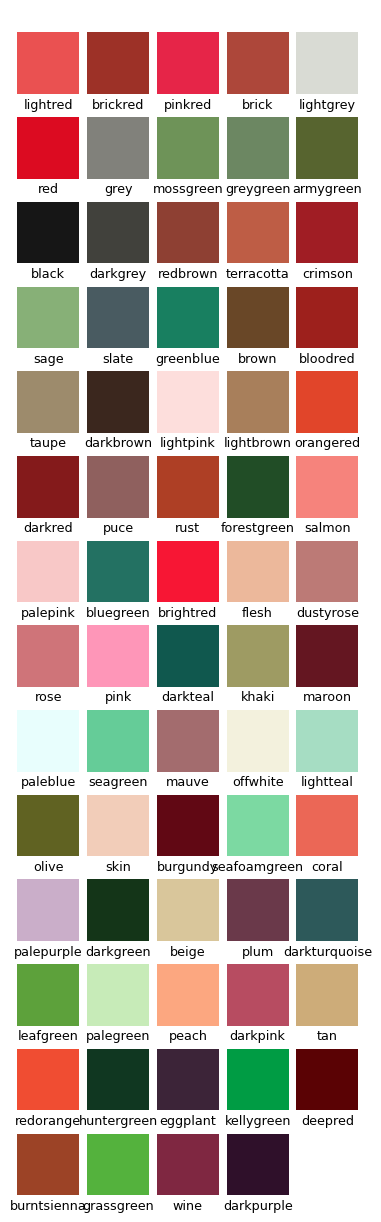 lightred brickred pinkred brick lightgrey
red grey mossgreen greygreen armygreen
black darkgrey redbrown terracotta crimson
sage slate greenblue brown bloodred
taupe darkbrown lightpink lightbrown orangered
darkred puce rust forestgreen salmon
palepink bluegreen brightred flesh dustyrose
rose pink darkteal khaki maroon
paleblue seagreen mauve offwhite lightteal
olive skin burgundy seafoamgreen coral
palepurple darkgreen beige plum darkturquoise
leafgreen palegreen peach darkpink tan
redorange huntergreen eggplant kellygreen deepred
burntsienna grassgreen wine darkpurple